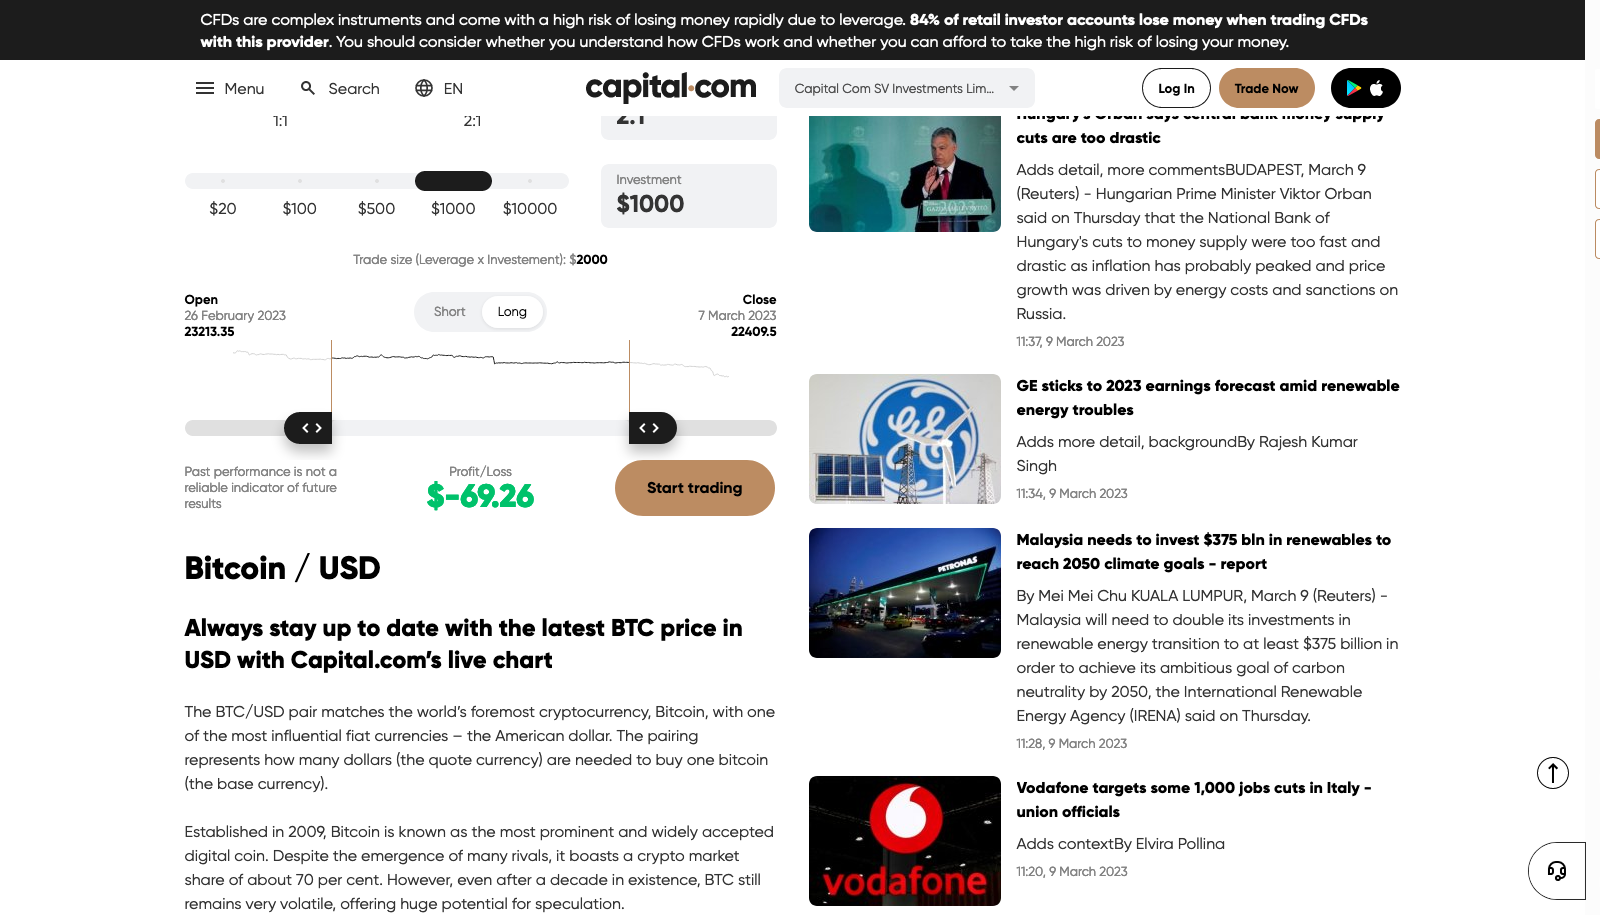 CFDs are complex instruments and come with a high risk of losing money rapidly due to leverage. 84% of retail investor accounts lose money when trading CFDs
with this provider. You should consider whether you understand how CFDs work and whether you can afford to take the high risk of losing your money.
Menu
Search
EN
capital.com
Capital Com SV Investments Lim...
Log In
Trade Now
1:1
2:1
2:1
$20
$100
$500
$1000
$10000
Investment
$1000
Trade size (Leverage x Investement): $2000
Open
26 February 2023
23213.35
Short
Long
Close
7 March 2023
22409.5
Past performance is not a
reliable indicator of future
results
Profit/Loss
$-69.26
Start trading
Bitcoin / USD
Always stay up to date with the latest BTC price in
USD with Capital.com’s live chart
The BTC/USD pair matches the world’s foremost cryptocurrency, Bitcoin, with one
of the most influential fiat currencies – the American dollar. The pairing
represents how many dollars (the quote currency) are needed to buy one bitcoin
(the base currency).
Established in 2009, Bitcoin is known as the most prominent and widely accepted
digital coin. Despite the emergence of many rivals, it boasts a crypto market
share of about 70 per cent. However, even after a decade in existence, BTC still
remains very volatile, offering huge potential for speculation.
Hungary's Orban says central bank money supply
cuts are too drastic
Adds detail, more commentsBUDAPEST, March 9
(Reuters) - Hungarian Prime Minister Viktor Orban
said on Thursday that the National Bank of
Hungary's cuts to money supply were too fast and
drastic as inflation has probably peaked and price
growth was driven by energy costs and sanctions on
Russia.
11:37, 9 March 2023
GE sticks to 2023 earnings forecast amid renewable
energy troubles
Adds more detail, backgroundBy Rajesh Kumar
Singh
11:34, 9 March 2023
PETRONAS
Malaysia needs to invest $375 bln in renewables to
reach 2050 climate goals - report
By Mei Mei Chu KUALA LUMPUR, March 9 (Reuters) -
Malaysia will need to double its investments in
renewable energy transition to at least $375 billion in
order to achieve its ambitious goal of carbon
neutrality by 2050, the International Renewable
Energy Agency (IRENA) said on Thursday.
11:28, 9 March 2023
vodafone
Vodafone targets some 1,000 jobs cuts in Italy -
union officials
Adds contextBy Elvira Pollina
11:20, 9 March 2023